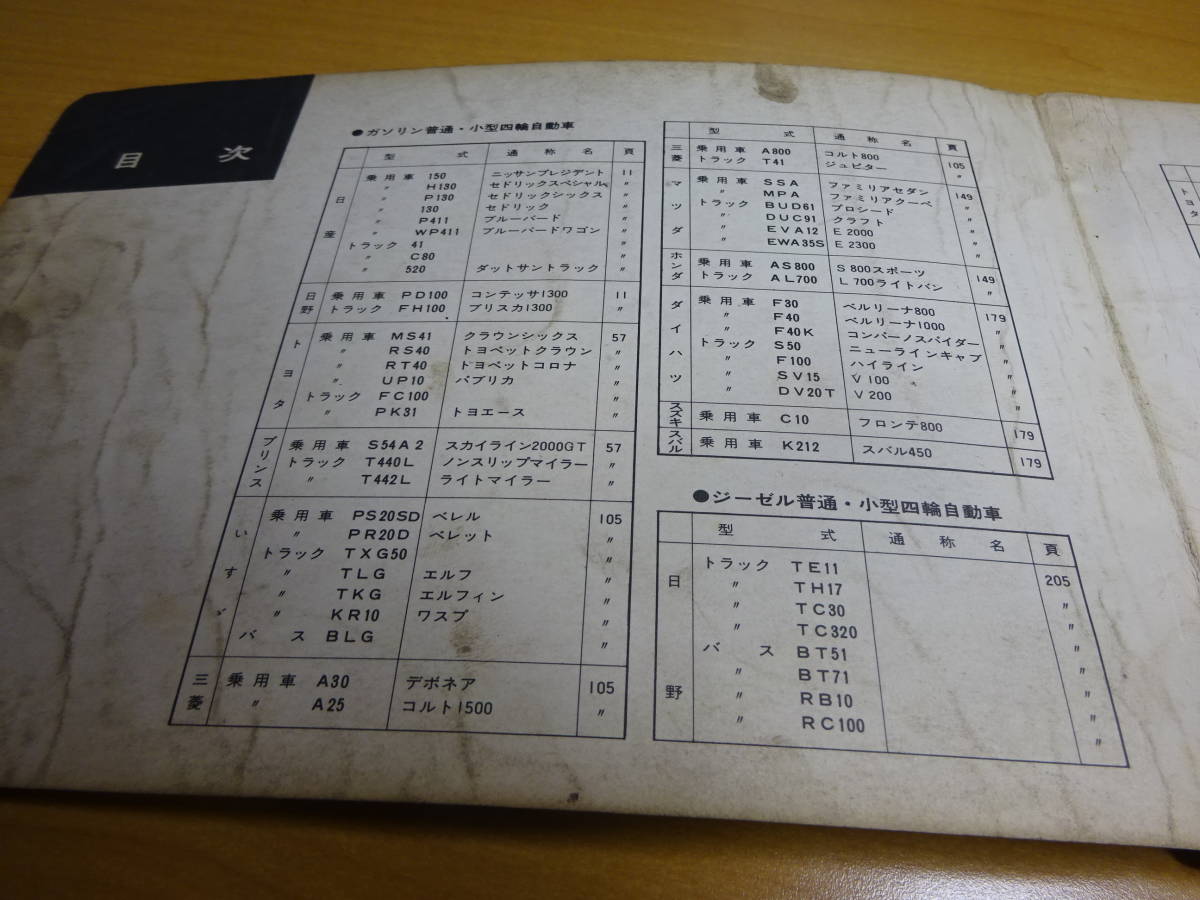 目次
●ガソリン普通・小型四輪自動車
型式 通称名 頁
日産 乗用車 150 ニッサンプレジデント 11
〃 H130 セドリックスペシャル 〃
〃 P130 セドリックシックス 〃
〃 130 セドリック 〃
〃 P411 ブルーバード 〃
〃 WP411 ブルーバードワゴン 〃
トラック 41 〃
〃 C80 〃
〃 520 ダットサントラック 〃
日野 乗用車 PD100 コンテッサ1300 11
トラック FH100 ブリスカ1300 〃
トヨタ 乗用車 MS41 クラウンシックス 57
〃 RS40 トヨペットクラウン 〃
〃 RT40 トヨペットコロナ 〃
〃 UP10 パブリカ 〃
トラック FC100 〃
〃 PK31 トヨエース 〃
プリンス 乗用車 S54A2 スカイライン2000GT 57
トラック T440L ノンスリップマイラー 〃
〃 T442L ライトマイラー 〃
いすゞ 乗用車 PS20SD ベレル 105
〃 PR20D ベレット 〃
トラック TXG50 〃
〃 TLG エルフ 〃
〃 TKG エルフィン 〃
〃 KR10 ワスプ 〃
バス BLG 〃
三菱 乗用車 A30 デボネア 105
〃 A25 コルト1500 〃
型式 通称名 頁
三菱 乗用車 A800 コルト800 105
トラック T41 ジュピター 〃
マツダ 乗用車 SSA ファミリアセダン 149
〃 MPA ファミリアクーペ 〃
トラック BUD61 プロシード 〃
〃 DUC91 クラフト 〃
〃 EVA12 E2000 〃
〃 EWA35S E2300 〃
ホンダ 乗用車 AS800 S800スポーツ 149
トラック AL700 L700ライトバン 〃
ダイハツ 乗用車 F30 ベルリーナ800 179
〃 F40 ベルリーナ1000 〃
〃 F40K コンパーノスパイダー 〃
トラック S50 ニューラインキャブ 〃
〃 F100 ハイライン 〃
〃 SV15 V100 〃
〃 DV20T V200 〃
スズキ 乗用車 C10 フロンテ800 179
スバル 乗用車 K212 スバル450 179
●ジーゼル普通・小型四輪自動車
型式 通称名 頁
日野 トラック TE11 205
〃 TH17 〃
〃 TC30 〃
〃 TC320 〃
バス BT51 〃
〃 BT71 〃
〃 RB10 〃
〃 RC100 〃
トヨタ